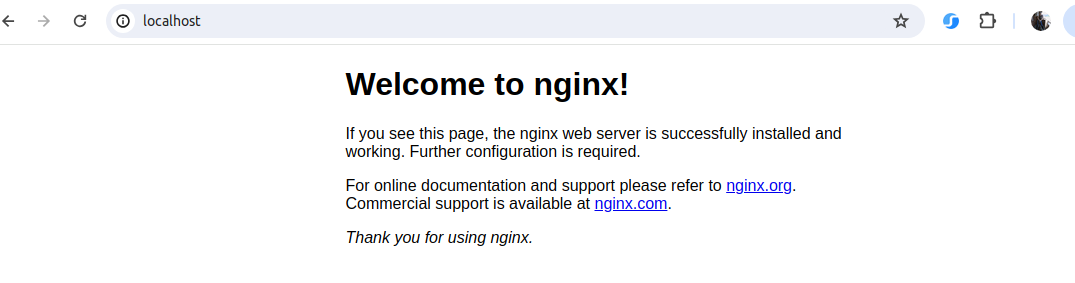 localhost
Welcome to nginx!
If you see this page, the nginx web server is successfully installed and
working. Further configuration is required.
For online documentation and support please refer to nginx.org.
Commercial support is available at nginx.com.
Thank you for using nginx.